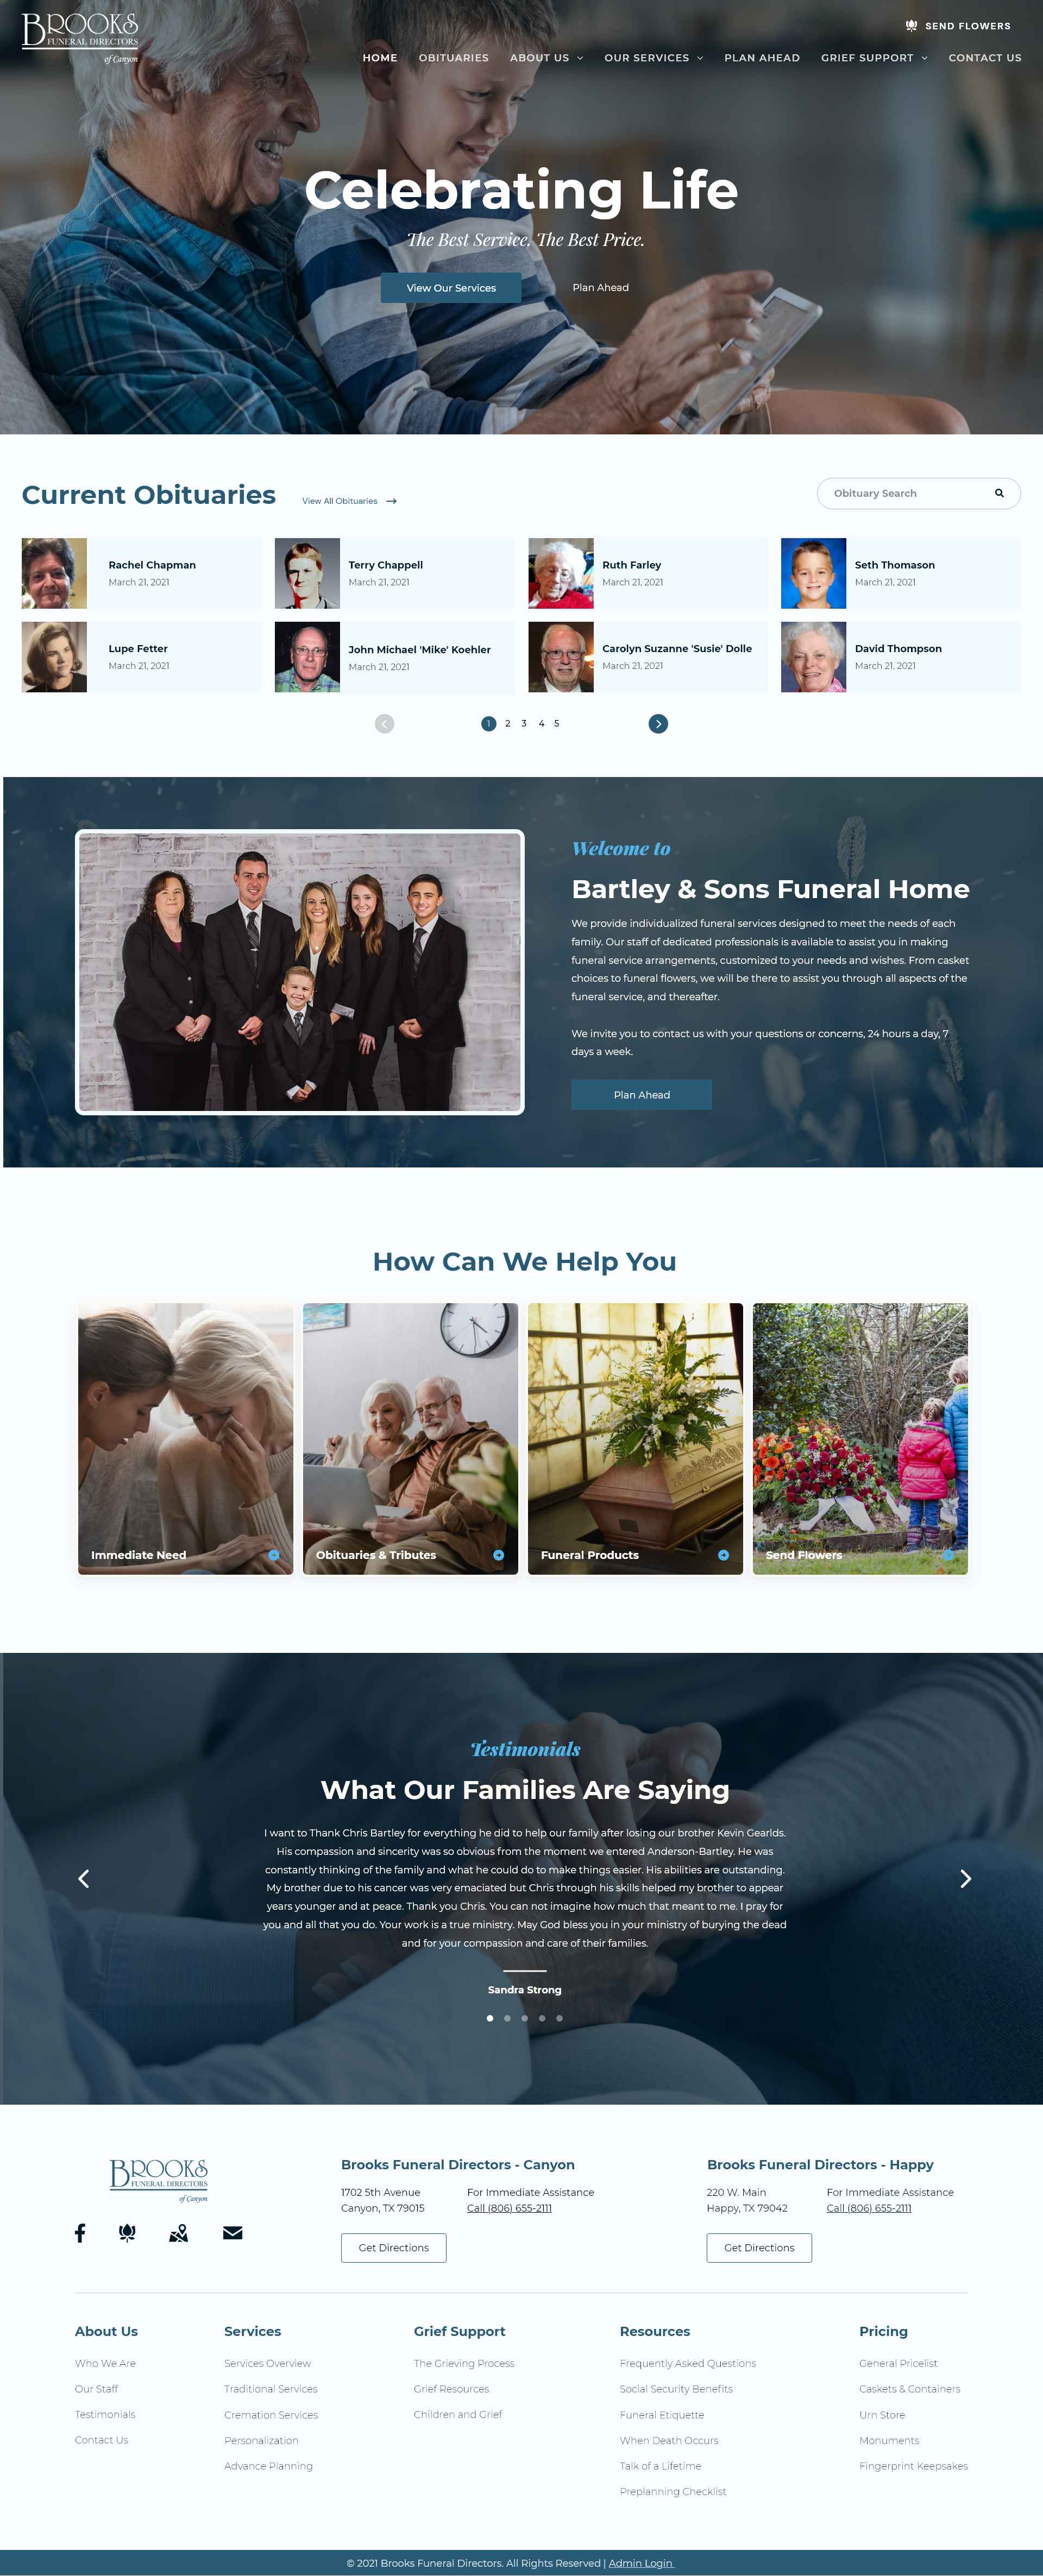 BROOKS
FUNERAL DIRECTORS
of Canyon
SEND FLOWERS
HOME OBITUARIES ABOUT US OUR SERVICES PLAN AHEAD GRIEF SUPPORT CONTACT US
Celebrating Life
The Best Service. The Best Price.
View Our Services Plan Ahead
Current Obituaries View All Obituaries Obituary Search
Rachel Chapman
March 21, 2021
Terry Chappell
March 21, 2021
Ruth Farley
March 21, 2021
Seth Thomason
March 21, 2021
Lupe Fetter
March 21, 2021
John Michael 'Mike' Koehler
March 21, 2021
Carolyn Suzanne 'Susie' Dolle
March 21, 2021
David Thompson
March 21, 2021
1 2 3 4 5
Welcome to
Bartley & Sons Funeral Home
We provide individualized funeral services designed to meet the needs of each
family. Our staff of dedicated professionals is available to assist you in making
funeral service arrangements, customized to your needs and wishes. From casket
choices to funeral flowers, we will be there to assist you through all aspects of the
funeral service, and thereafter.
We invite you to contact us with your questions or concerns, 24 hours a day, 7
days a week.
Plan Ahead
How Can We Help You
Immediate Need
Obituaries & Tributes
Funeral Products
Send Flowers
Testimonials
What Our Families Are Saying
I want to Thank Chris Bartley for everything he did to help our family after losing our brother Kevin Gearlds.
His compassion and sincerity was so obvious from the moment we entered Anderson-Bartley. He was
constantly thinking of the family and what he could do to make things easier. His abilities are outstanding.
My brother due to his cancer was very emaciated but Chris through his skills helped my brother to appear
years younger and at peace. Thank you Chris. You can not imagine how much that meant to me. I pray for
you and all that you do. Your work is a true ministry. May God bless you in your ministry of burying the dead
and for your compassion and care of their families.
Sandra Strong
BROOKS
FUNERAL DIRECTORS
of Canyon
Brooks Funeral Directors - Canyon
1702 5th Avenue
Canyon, TX 79015
For Immediate Assistance
Call (806) 655-2111
Get Directions
Brooks Funeral Directors - Happy
220 W. Main
Happy, TX 79042
For Immediate Assistance
Call (806) 655-2111
Get Directions
About Us
Who We Are
Our Staff
Testimonials
Contact Us
Services
Services Overview
Traditional Services
Cremation Services
Personalization
Advance Planning
Grief Support
The Grieving Process
Grief Resources
Children and Grief
Resources
Frequently Asked Questions
Social Security Benefits
Funeral Etiquette
When Death Occurs
Talk of a Lifetime
Preplanning Checklist
Pricing
General Pricelist
Caskets & Containers
Urn Store
Monuments
Fingerprint Keepsakes
© 2021 Brooks Funeral Directors. All Rights Reserved | Admin Login